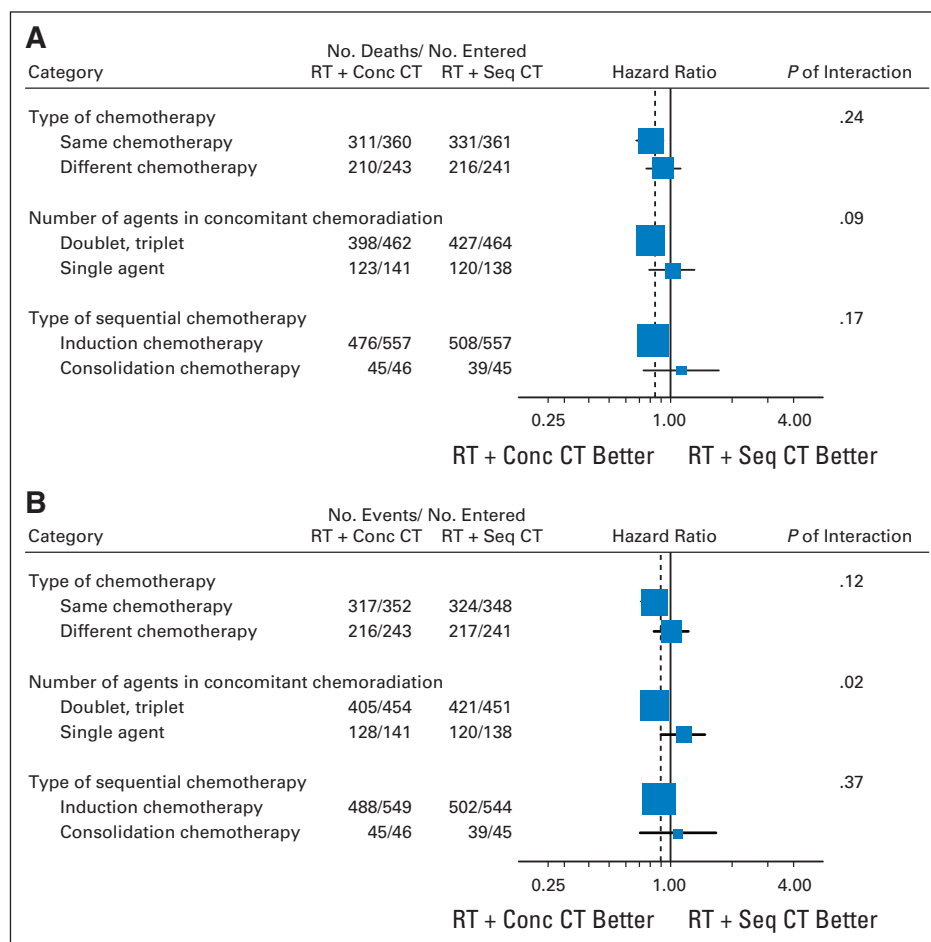 A
No. Deaths/ No. Entered
Category RT + Conc CT RT + Seq CT Hazard Ratio P of Interaction
Type of chemotherapy .24
Same chemotherapy 311/360 331/361
Different chemotherapy 210/243 216/241
Number of agents in concomitant chemoradiation .09
Doublet, triplet 398/462 427/464
Single agent 123/141 120/138
Type of sequential chemotherapy .17
Induction chemotherapy 476/557 508/557
Consolidation chemotherapy 45/46 39/45
0.25 1.00 4.00
RT + Conc CT Better RT + Seq CT Better
B
No. Events/ No. Entered
Category RT + Conc CT RT + Seq CT Hazard Ratio P of Interaction
Type of chemotherapy .12
Same chemotherapy 317/352 324/348
Different chemotherapy 216/243 217/241
Number of agents in concomitant chemoradiation .02
Doublet, triplet 405/454 421/451
Single agent 128/141 120/138
Type of sequential chemotherapy .37
Induction chemotherapy 488/549 502/544
Consolidation chemotherapy 45/46 39/45
0.25 1.00 4.00
RT + Conc CT Better RT + Seq CT Better